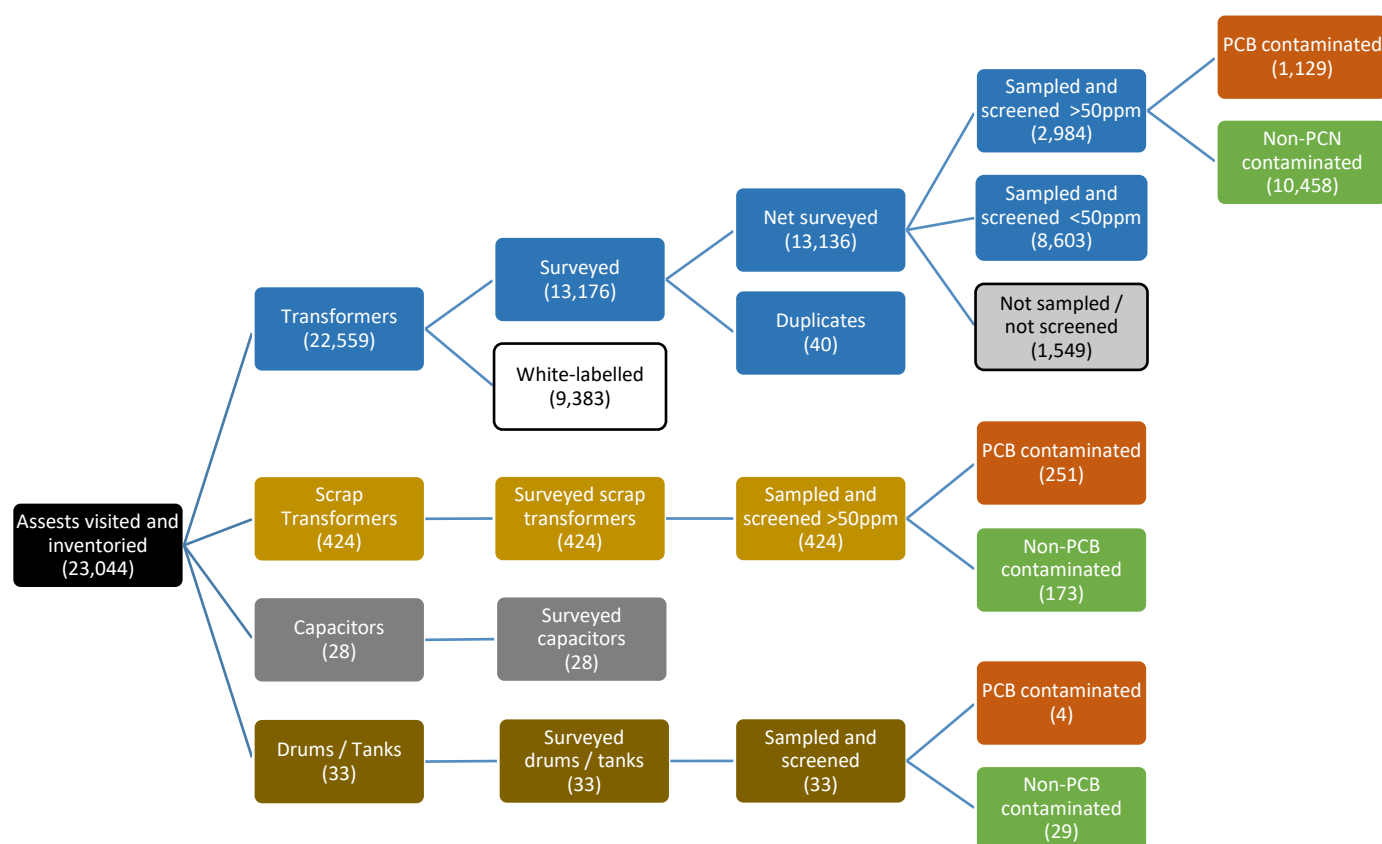 Assests visited and
inventoried
(23,044)
Transformers
(22,559)
Surveyed
(13,176)
White-labelled
(9,383)
Net surveyed
(13,136)
Duplicates
(40)
Sampled and
screened >50ppm
(2,984)
Sampled and
screened <50ppm
(8,603)
Not sampled /
not screened
(1,549)
PCB contaminated
(1,129)
Non-PCN
contaminated
(10,458)
Scrap
Transformers
(424)
Surveyed scrap
transformers
(424)
Sampled and
screened >50ppm
(424)
PCB contaminated
(251)
Non-PCB
contaminated
(173)
Capacitors
(28)
Surveyed
capacitors
(28)
Drums / Tanks
(33)
Surveyed
drums / tanks
(33)
Sampled and
screened
(33)
PCB contaminated
(4)
Non-PCB
contaminated
(29)